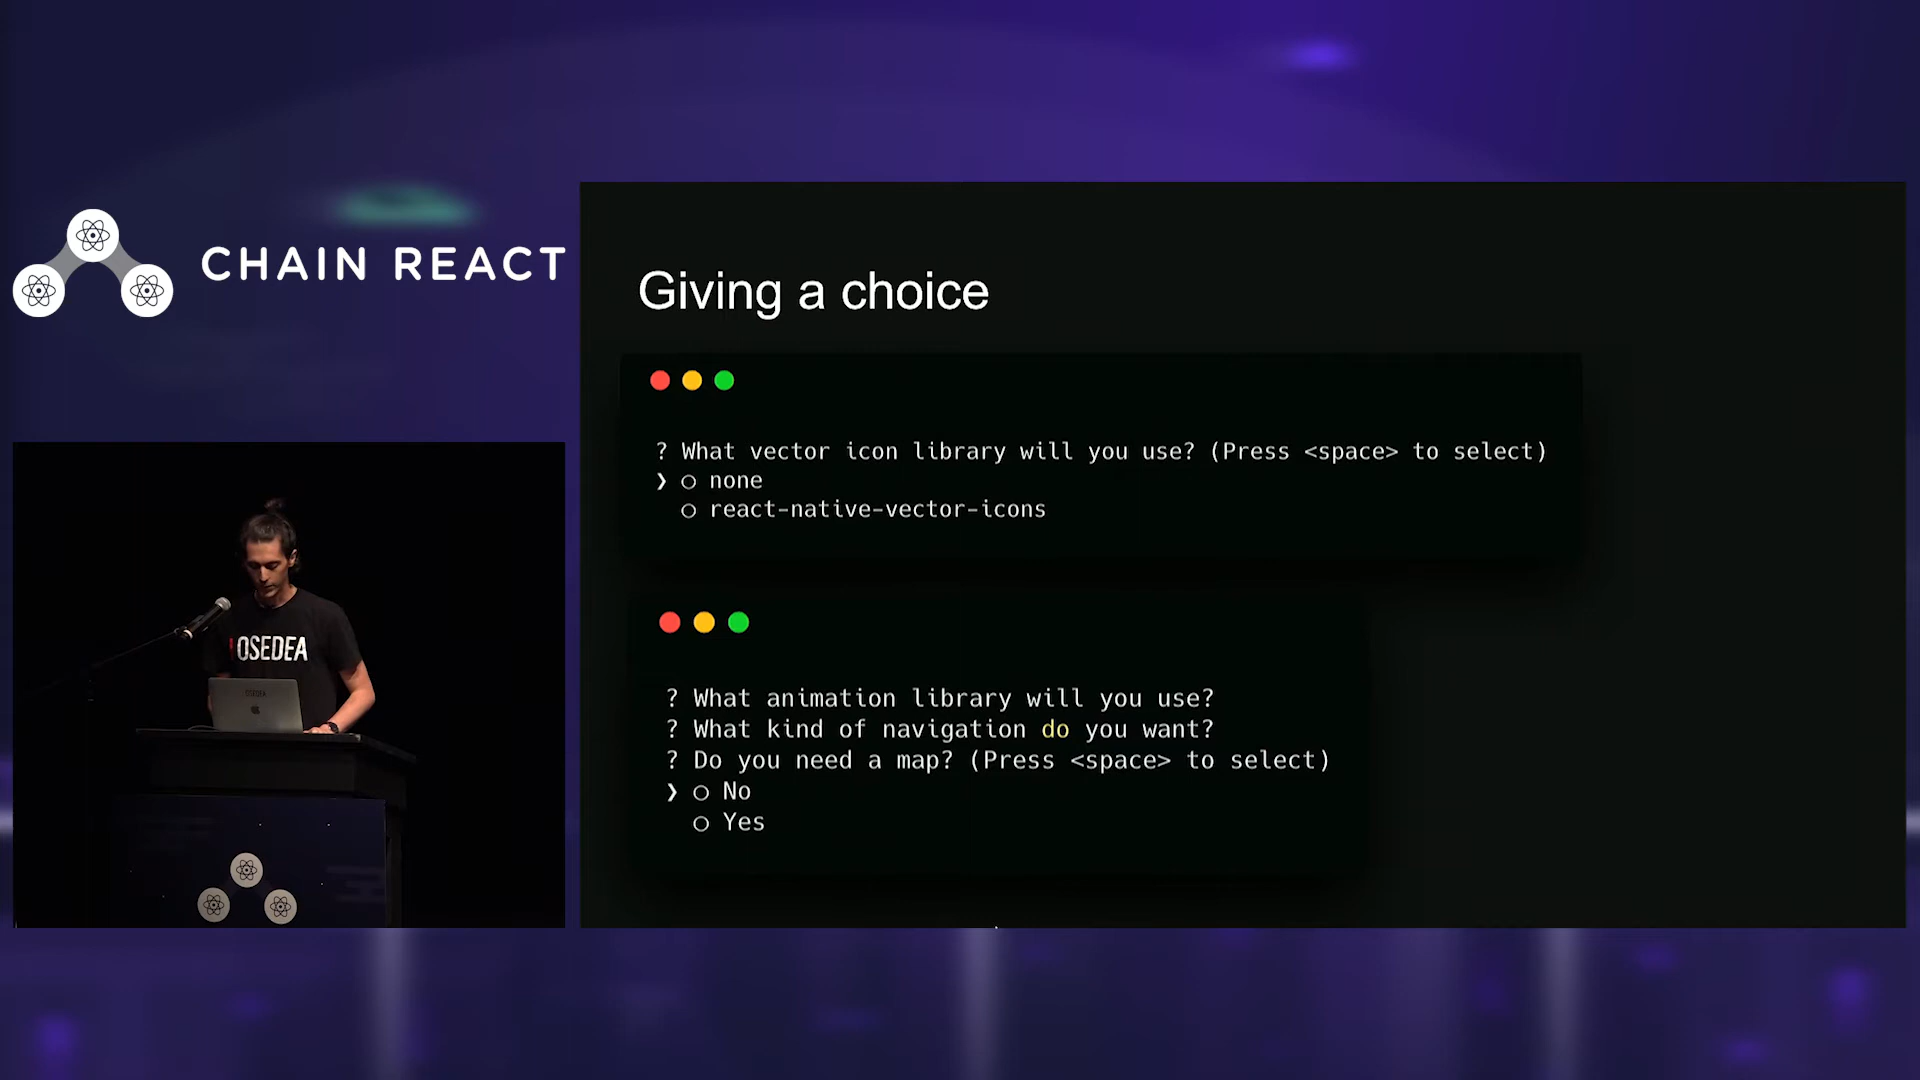 CHAIN REACT
Giving a choice
? What vector icon library will you use? (Press <space> to select)
❯ ○ none
○ react-native-vector-icons
? What animation library will you use?
? What kind of navigation do you want?
? Do you need a map? (Press <space> to select)
❯ ○ No
○ Yes
OSEDEA
OSEDEA